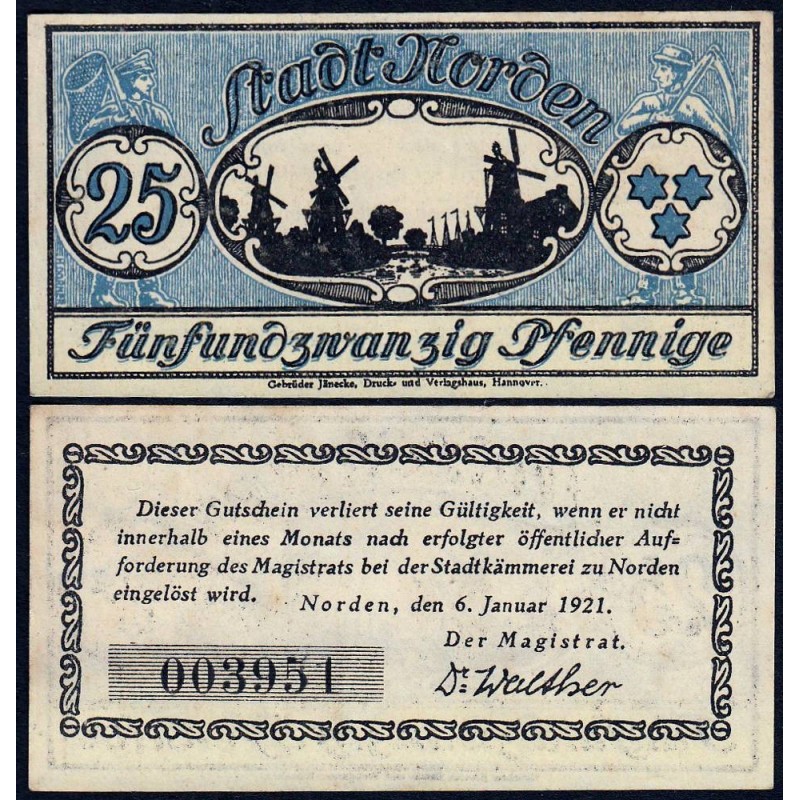 Stadt Norden
25
Fünfundzwanzig Pfennige
Gebrüder Jänecke, Druck- und Verlagshaus, Hannover.
Dieser Gutschein verliert seine Gültigkeit, wenn er nicht
innerhalb eines Monats nach erfolgter öffentlicher Auf=
forderung des Magistrats bei der Stadtkämmerei zu Norden
eingelöst wird.
Norden, den 6. Januar 1921.
Der Magistrat.
003951
Dr. Walther